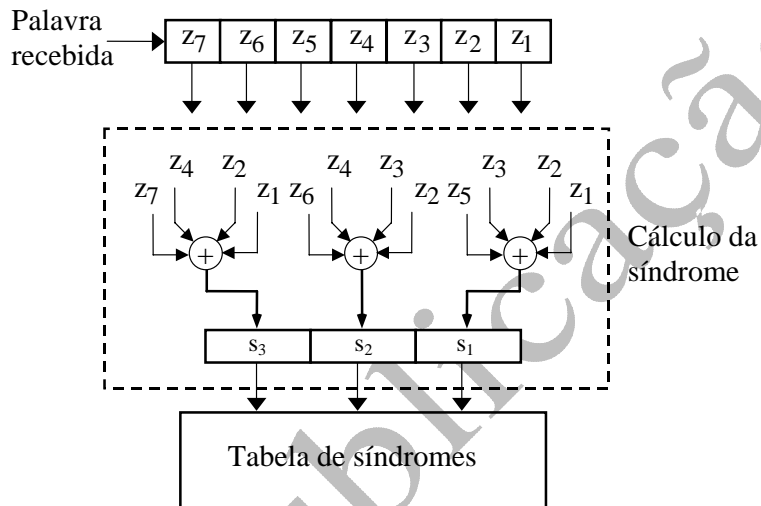 Palavra
recebida
z7 z6 z5 z4 z3 z2 z1
z4 z2 z4 z3 z3 z2
z7 z1 z6 z2 z5 z1
+ + +
Cálculo da
síndrome
s3 s2 s1
Tabela de síndromes
blicaçã